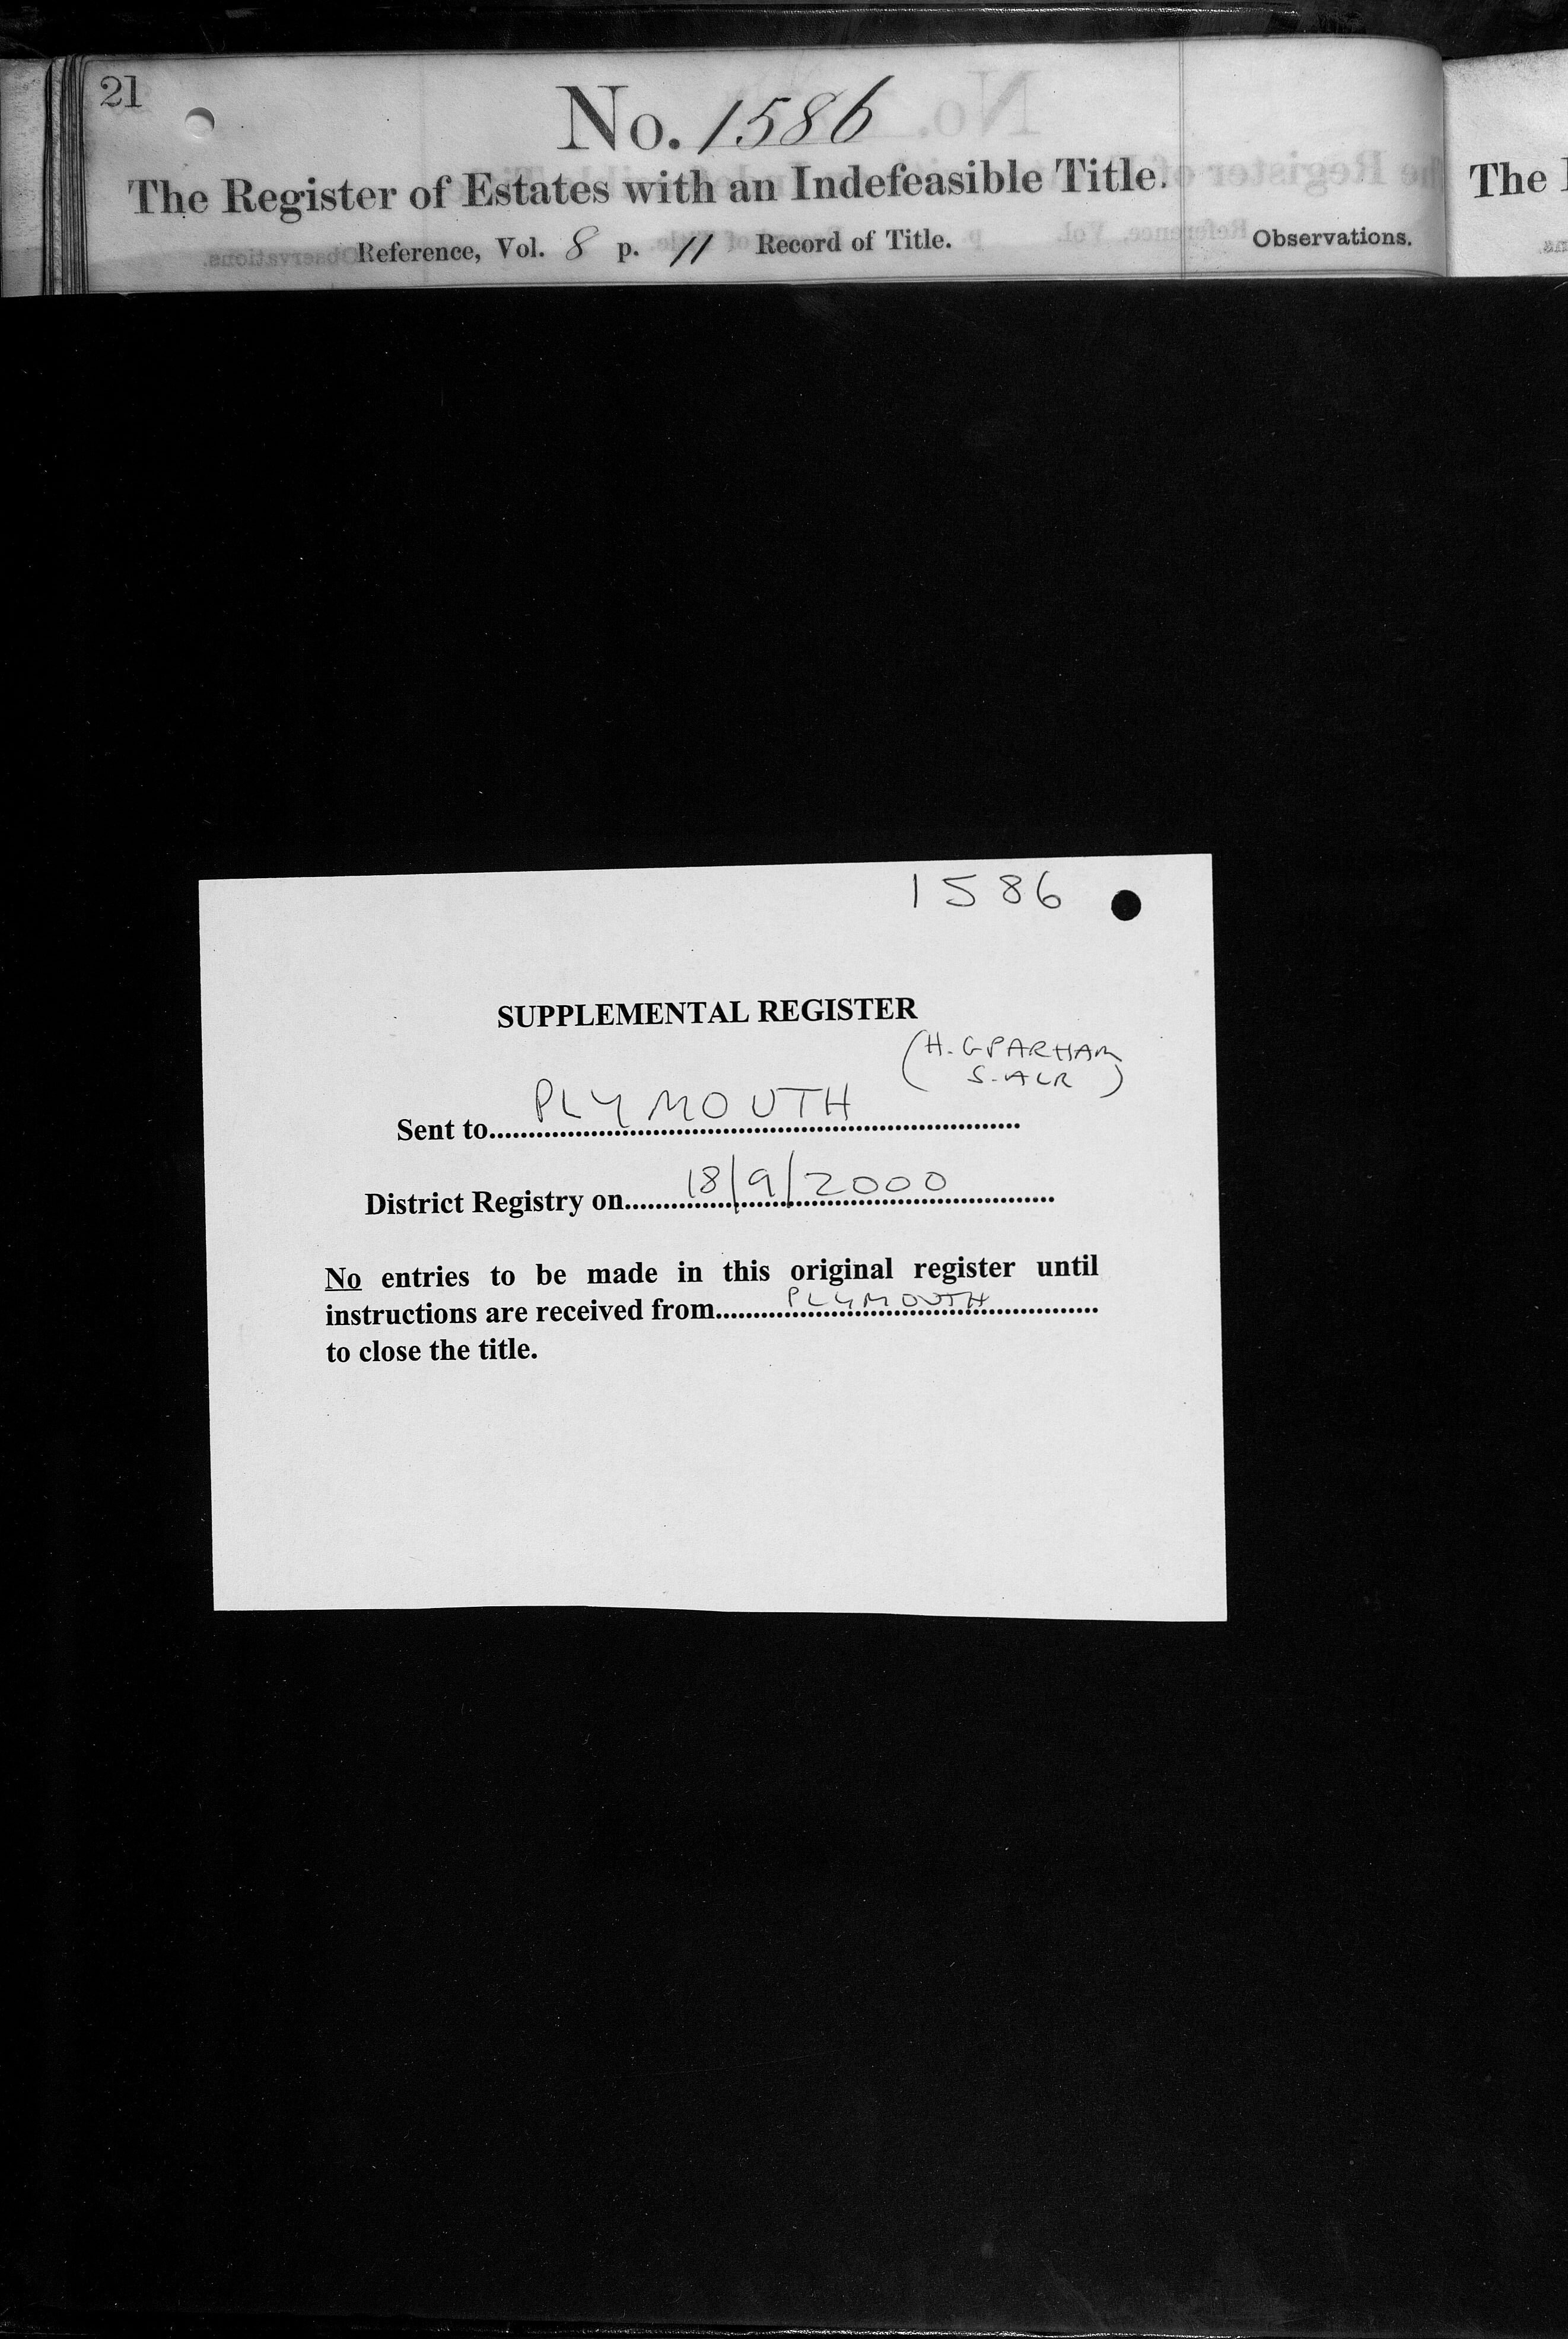 21
No. 1586
The Register of Estates with an Indefeasible Title.
Reference, Vol. 8 p. 11 Record of Title.
Observations.
The
1586
SUPPLEMENTAL REGISTER
(H. G PARHAM
S-ALR)
Sent to PLYMOUTH
District Registry on 18/9/2000
No entries to be made in this original register until
instructions are received from PLYMOUTH
to close the title.